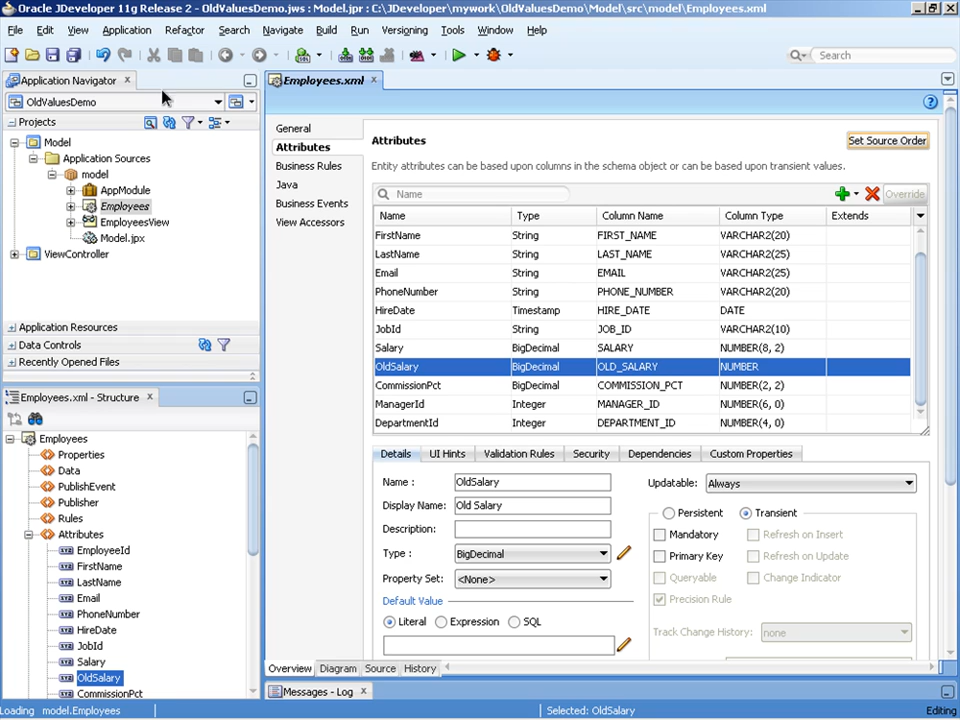 Oracle JDeveloper 11g Release 2 - OldValuesDemo.jws : Model.jpr : C:\JDeveloper\mywork\OldValuesDemo\Model\src\model\Employees.xml
File Edit View Application Refactor Search Navigate Build Run Versioning Tools Window Help
Search
Application Navigator
Employees.xml
OldValuesDemo
Projects
Model
Application Sources
model
AppModule
Employees
EmployeesView
Model.jpx
ViewController
Application Resources
Data Controls
Recently Opened Files
Employees.xml - Structure
Employees
Properties
Data
PublishEvent
Publisher
Rules
Attributes
EmployeeId
FirstName
LastName
Email
PhoneNumber
HireDate
JobId
Salary
OldSalary
CommissionPct
General
Attributes
Business Rules
Java
Business Events
View Accessors
Attributes
Set Source Order
Entity attributes can be based upon columns in the schema object or can be based upon transient values.
Name
Override
Name Type Column Name Column Type Extends
FirstName String FIRST_NAME VARCHAR2(20)
LastName String LAST_NAME VARCHAR2(25)
Email String EMAIL VARCHAR2(25)
PhoneNumber String PHONE_NUMBER VARCHAR2(20)
HireDate Timestamp HIRE_DATE DATE
JobId String JOB_ID VARCHAR2(10)
Salary BigDecimal SALARY NUMBER(8, 2)
OldSalary BigDecimal OLD_SALARY NUMBER
CommissionPct BigDecimal COMMISSION_PCT NUMBER(2, 2)
ManagerId Integer MANAGER_ID NUMBER(6, 0)
DepartmentId Integer DEPARTMENT_ID NUMBER(4, 0)
Details UI Hints Validation Rules Security Dependencies Custom Properties
Name : OldSalary
Display Name: Old Salary
Description:
Type : BigDecimal
Property Set: <None>
Default Value
Literal Expression SQL
Updatable: Always
Persistent Transient
Mandatory Refresh on Insert
Primary Key Refresh on Update
Queryable Change Indicator
Precision Rule
Track Change History: none
Overview Diagram Source History
Messages - Log
Loading model.Employees
Selected: OldSalary
Editing